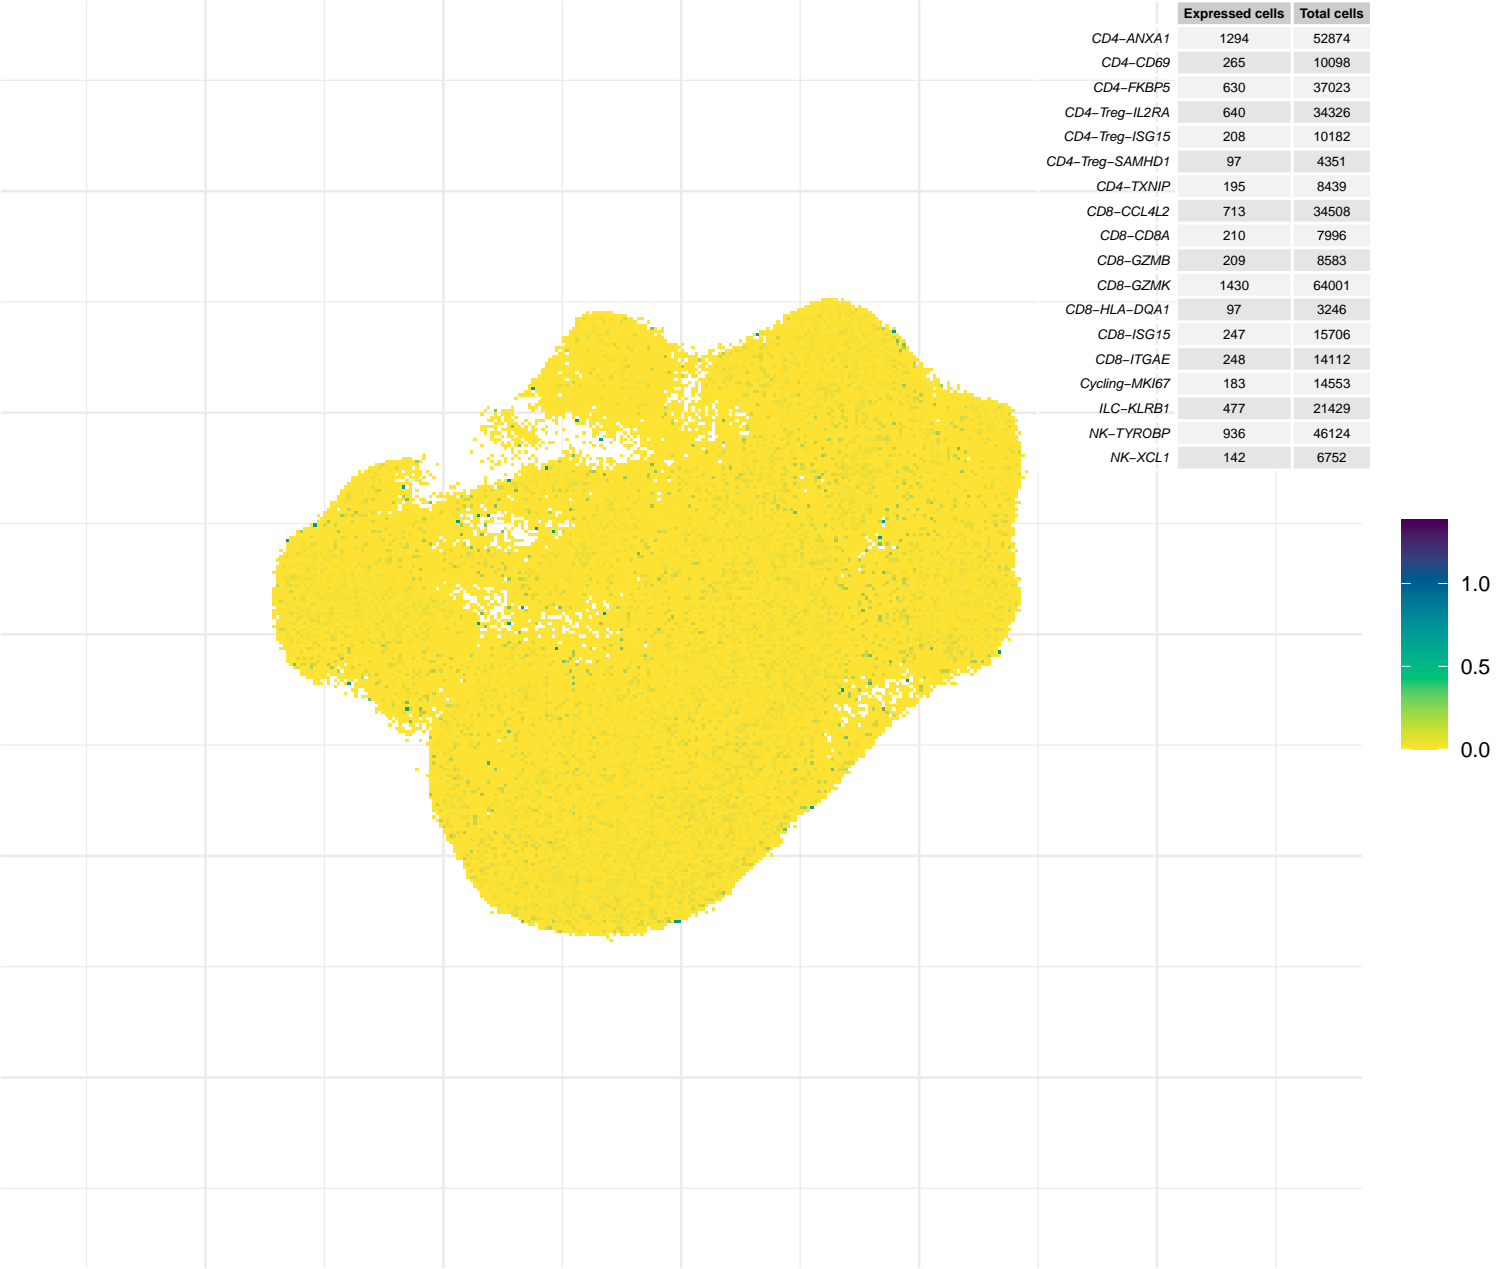 Expressed cells Total cells
CD4−ANXA1 1294 52874
CD4−CD69 265 10098
CD4−FKBP5 630 37023
CD4−Treg−IL2RA 640 34326
CD4−Treg−ISG15 208 10182
CD4−Treg−SAMHD1 97 4351
CD4−TXNIP 195 8439
CD8−CCL4L2 713 34508
CD8−CD8A 210 7996
CD8−GZMB 209 8583
CD8−GZMK 1430 64001
CD8−HLA−DQA1 97 3246
CD8−ISG15 247 15706
CD8−ITGAE 248 14112
Cycling−MKI67 183 14553
ILC−KLRB1 477 21429
NK−TYROBP 936 46124
NK−XCL1 142 6752
1.0
0.5
0.0